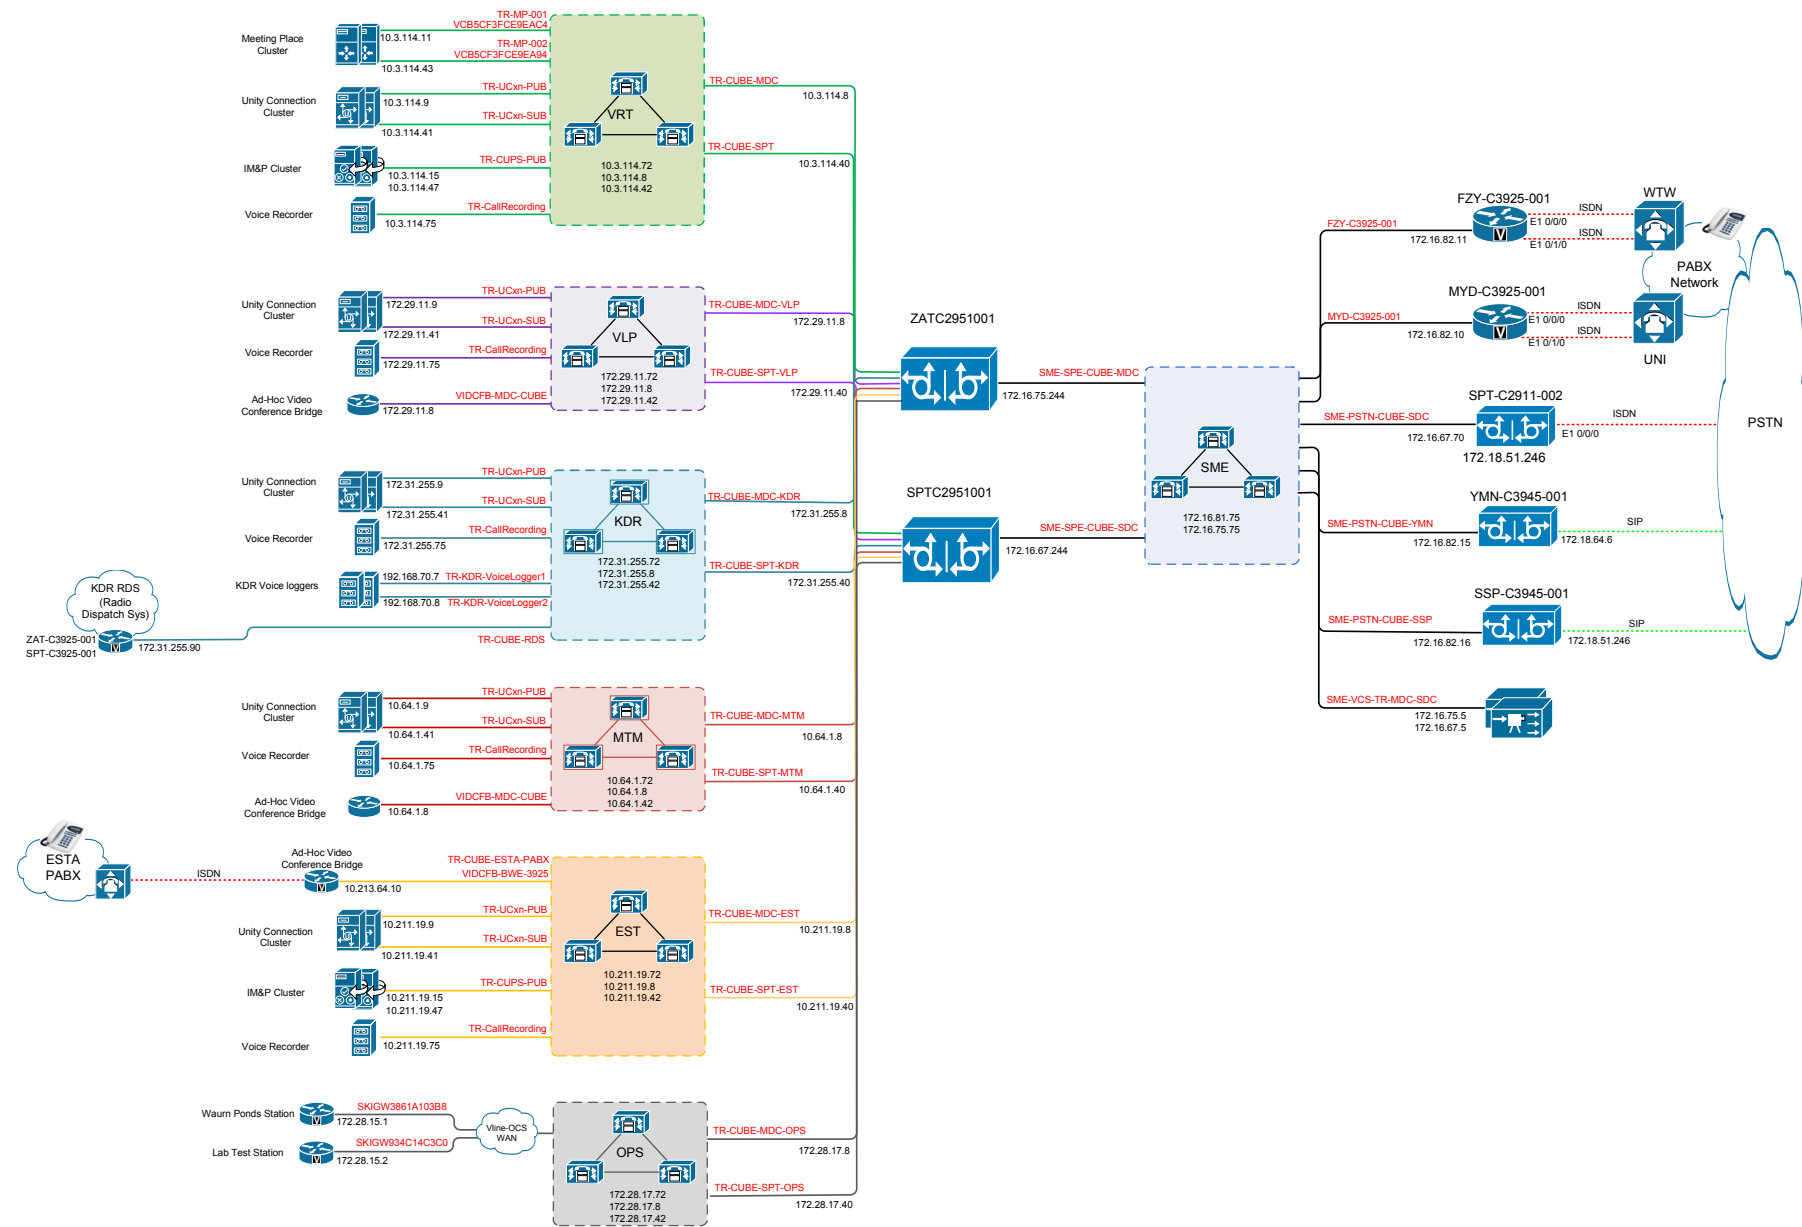 TR-MP-001
VCB5CF3FCE9EAC4
Meeting Place
Cluster
10.3.114.11
TR-MP-002
VCB5CF3FCE9EA94
10.3.114.43
Unity Connection
Cluster
TR-UCxn-PUB
10.3.114.9
TR-UCxn-SUB
10.3.114.41
IM&P Cluster
TR-CUPS-PUB
10.3.114.15
10.3.114.47
Voice Recorder
TR-CallRecording
10.3.114.75
VRT
10.3.114.72
10.3.114.8
10.3.114.42
TR-CUBE-MDC
10.3.114.8
TR-CUBE-SPT
10.3.114.40
Unity Connection
Cluster
TR-UCxn-PUB
172.29.11.9
TR-UCxn-SUB
172.29.11.41
Voice Recorder
TR-CallRecording
172.29.11.75
Ad-Hoc Video
Conference Bridge
VIDCFB-MDC-CUBE
172.29.11.8
VLP
172.29.11.72
172.29.11.8
172.29.11.42
TR-CUBE-MDC-VLP
172.29.11.8
TR-CUBE-SPT-VLP
172.29.11.40
Unity Connection
Cluster
TR-UCxn-PUB
172.31.255.9
TR-UCxn-SUB
172.31.255.41
Voice Recorder
TR-CallRecording
172.31.255.75
KDR Voice loggers
192.168.70.7
TR-KDR-VoiceLogger1
192.168.70.8
TR-KDR-VoiceLogger2
KDR RDS
(Radio
Dispatch Sys)
ZAT-C3925-001
SPT-C3925-001
V
172.31.255.90
TR-CUBE-RDS
KDR
172.31.255.72
172.31.255.8
172.31.255.42
TR-CUBE-MDC-KDR
172.31.255.8
TR-CUBE-SPT-KDR
172.31.255.40
Unity Connection
Cluster
TR-UCxn-PUB
10.64.1.9
TR-UCxn-SUB
10.64.1.41
Voice Recorder
TR-CallRecording
10.64.1.75
Ad-Hoc Video
Conference Bridge
VIDCFB-MDC-CUBE
10.64.1.8
MTM
10.64.1.72
10.64.1.8
10.64.1.42
TR-CUBE-MDC-MTM
10.64.1.8
TR-CUBE-SPT-MTM
10.64.1.40
ESTA
PABX
ISDN
Ad-Hoc Video
Conference Bridge
V
10.213.64.10
TR-CUBE-ESTA-PABX
VIDCFB-BWE-3925
Unity Connection
Cluster
TR-UCxn-PUB
10.211.19.9
TR-UCxn-SUB
10.211.19.41
IM&P Cluster
TR-CUPS-PUB
10.211.19.15
10.211.19.47
Voice Recorder
TR-CallRecording
10.211.19.75
EST
10.211.19.72
10.211.19.8
10.211.19.42
TR-CUBE-MDC-EST
10.211.19.8
TR-CUBE-SPT-EST
10.211.19.40
Waurn Ponds Station
V
SKIGW3861A103B8
172.28.15.1
Lab Test Station
V
SKIGW934C14C3C0
172.28.15.2
Vline-OCS
WAN
OPS
172.28.17.72
172.28.17.8
172.28.17.42
TR-CUBE-MDC-OPS
172.28.17.8
TR-CUBE-SPT-OPS
172.28.17.40
ZATC2951001
SME-SPE-CUBE-MDC
172.16.75.244
SPTC2951001
SME-SPE-CUBE-SDC
172.16.67.244
SME
172.16.81.75
172.16.75.75
FZY-C3925-001
FZY-C3925-001
172.16.82.11
V
ISDN
E1 0/0/0
ISDN
E1 0/1/0
WTW
PABX
Network
MYD-C3925-001
MYD-C3925-001
172.16.82.10
V
ISDN
E1 0/0/0
ISDN
E1 0/1/0
UNI
SPT-C2911-002
SME-PSTN-CUBE-SDC
172.16.67.70
ISDN
E1 0/0/0
172.18.51.246
PSTN
YMN-C3945-001
SME-PSTN-CUBE-YMN
172.16.82.15
SIP
172.18.64.6
SSP-C3945-001
SME-PSTN-CUBE-SSP
172.16.82.16
SIP
172.18.51.246
SME-VCS-TR-MDC-SDC
172.16.75.5
172.16.67.5